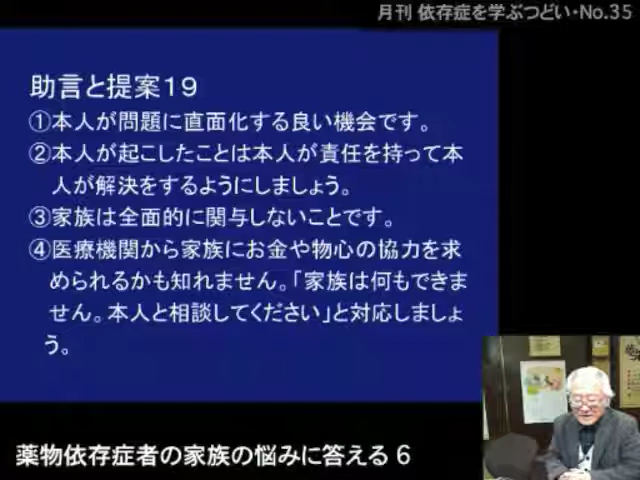 月刊 依存症を学ぶつどい・No.35
助言と提案１９
①本人が問題に直面化する良い機会です。
②本人が起こしたことは本人が責任を持って本
人が解決をするようにしましょう。
③家族は全面的に関与しないことです。
④医療機関から家族にお金や物心の協力を求
められるかも知れません。「家族は何もできま
せん。本人と相談してください」と対応しましょ
う。
薬物依存症者の家族の悩みに答える 6